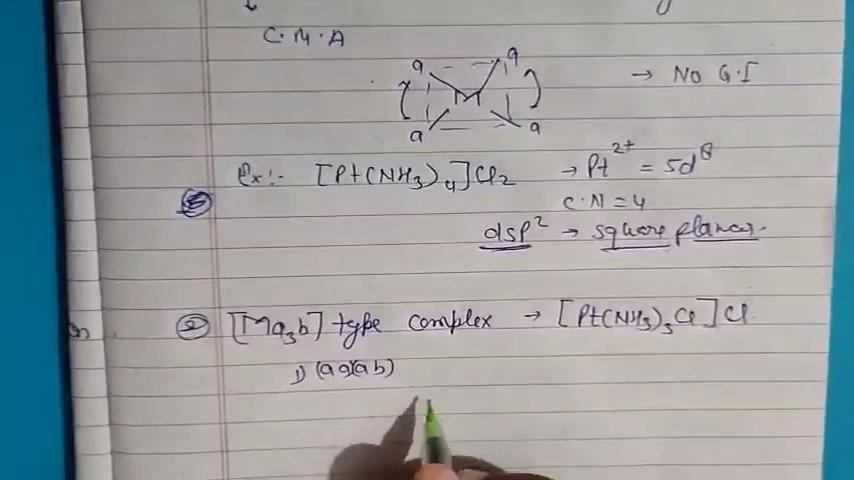 C.M.A
a a
M → No G.I
a a
Ex:- [Pt(NH3)4]Cl2 → Pt2+ = 5d8
C.N = 4
dsp2 → square planar.
② [Ma3b] type complex → [Pt(NH3)3Cl]Cl.
1) (aa)(ab)